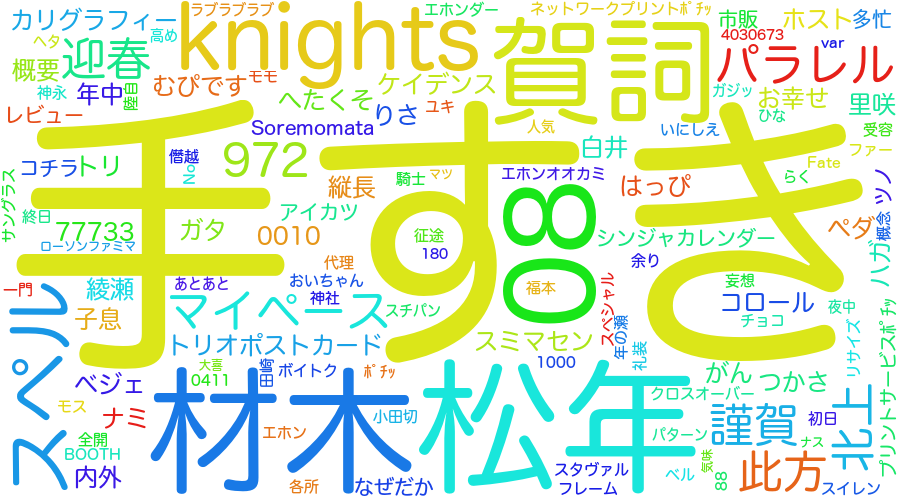 カリグラフィー
ラブラブラブ
エホンダー
ネットワークプリントポチッ
市販
ホスト
多忙
ヘタ
高め
knights
賀詞
4030673
var
迎春
概要
パラレル
神永
年中
座目
むぴです
モモ
ケイデンス
ガジッ
お幸せ
里咲
レビュー
へたくそ
りさ
ユキ
人気
ひな
受容
Soremomata
いにしえ
手すき
コチラ
トリ
僭越
No
972
白井
Fate
ファー
サングラス
縦長
騎士
マッ
エホンオオカミ
はっぴ
らく
ツノ
終日
77733
ガタ
アイカツ
0010
征途
180
80
シンジャカレンダー
ペダ
概念
ローソンファミマ
代理
余り
ハガ
一門
綾瀬
あとあと
おいちゃん
神社
福本
スペシャル
妄想
コロール
夜中
スペル
子息
マイペース
スチパン
年の瀬
チョコ
トリオポストカード
スミマセン
礼装
リサイズ
プリントサービスポチッ
ベジェ
大喜
0411
田崎
ボイトク
ポチッ
1000
がん
つかさ
モス
ナミ
材木
松年
小田切
クロスオーバー
謹賀
初日
北上
全開
BOOTH
エホン
パターン
ナス
内外
各所
なぜだか
スタヴァル
フレーム
ベル
気味
88
此方
スイレン